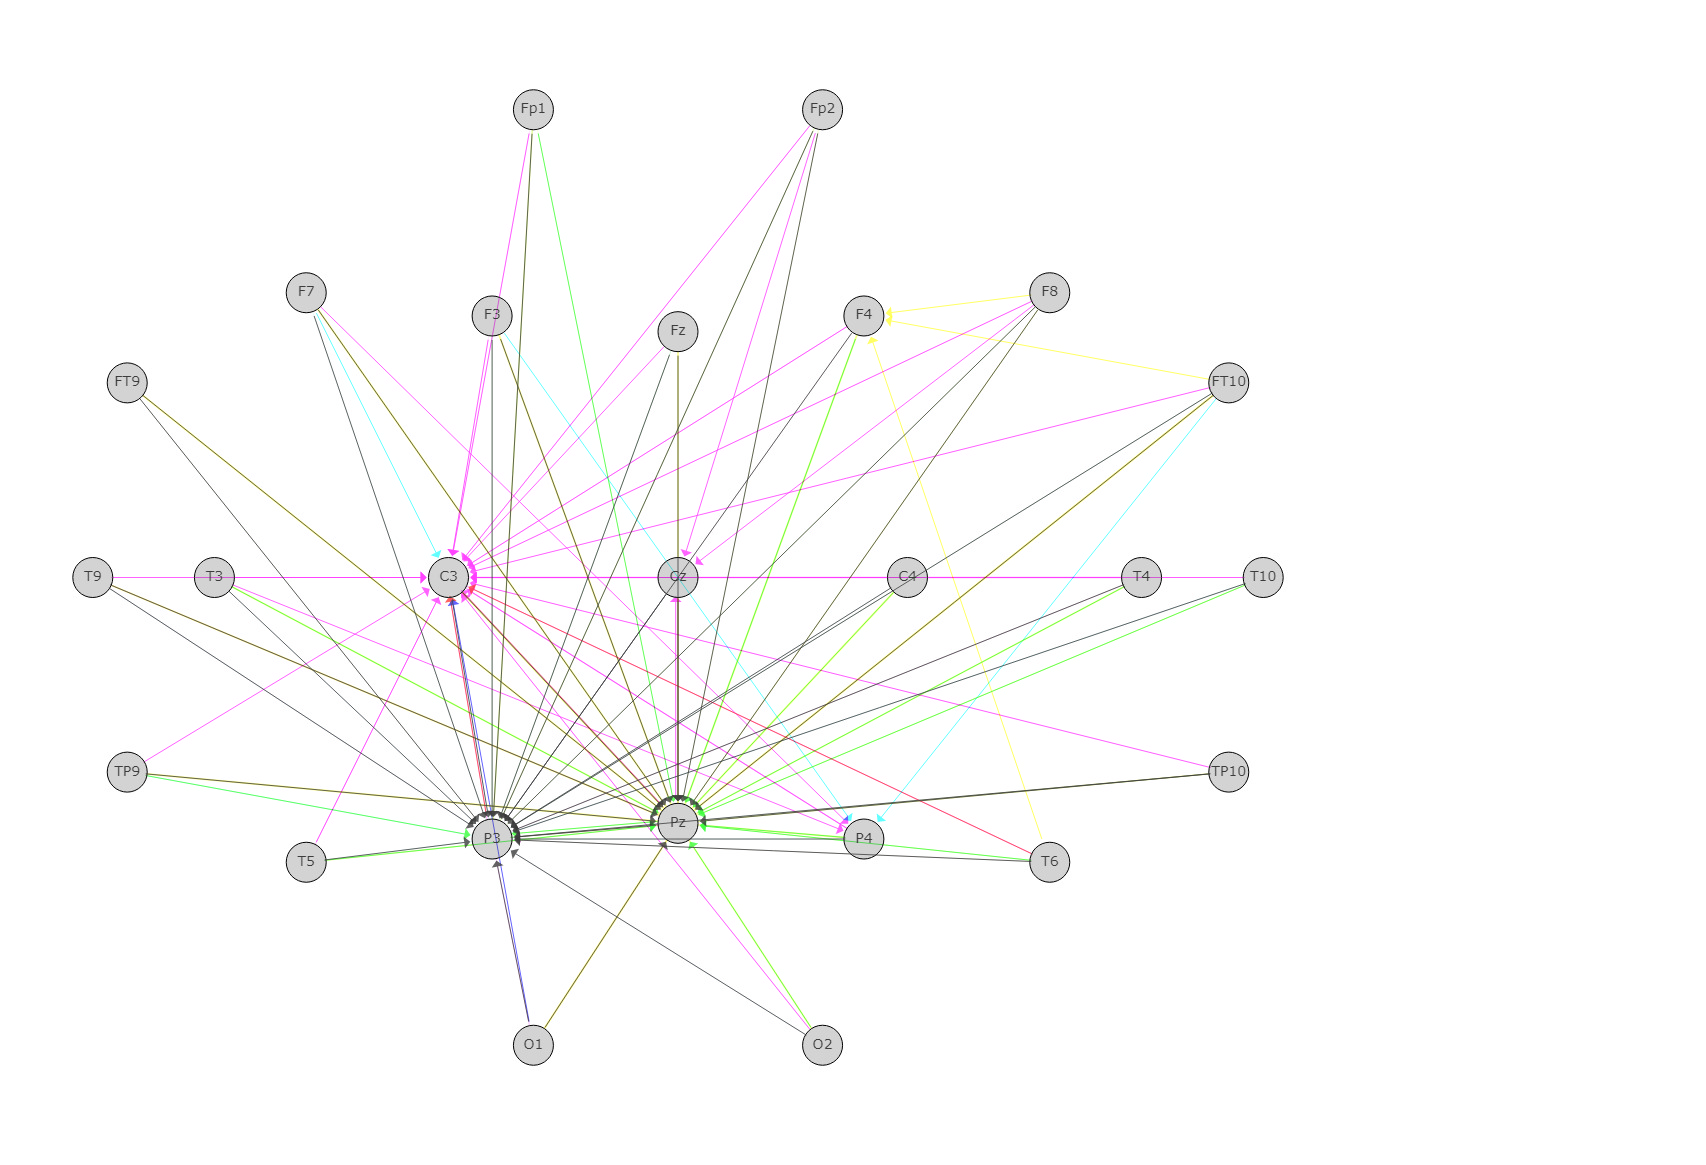 Fp1 Fp2
F7 F3 Fz F4 F8
FT9 FT10
T9 T3 C3 Cz C4 T4 T10
TP9 TP10
T5 P3 Pz P4 T6
O1 O2